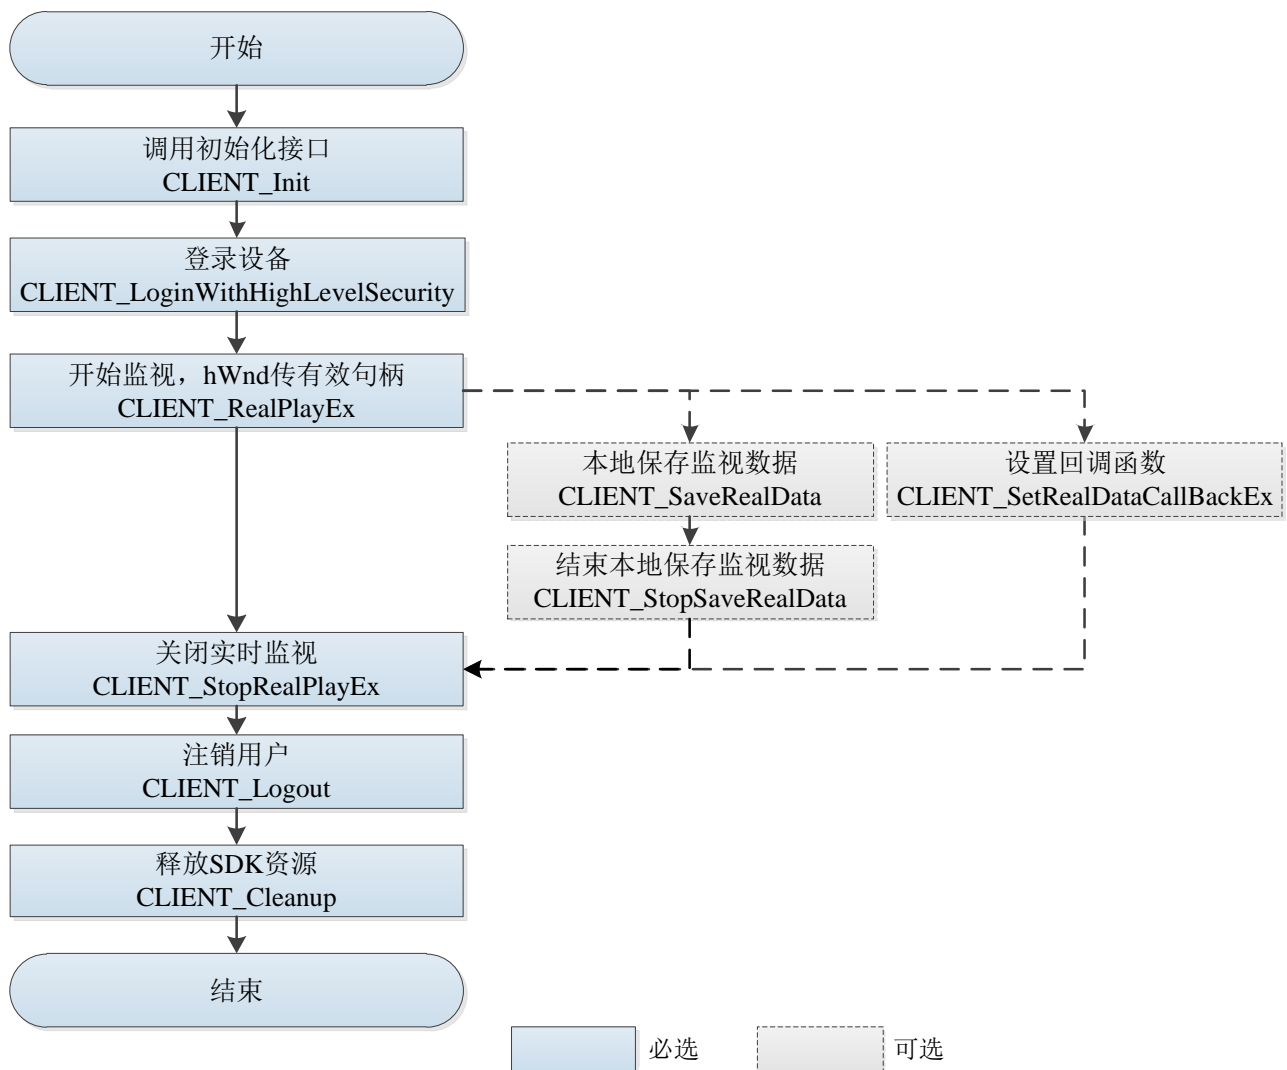 开始
调用初始化接口
CLIENT_Init
登录设备
CLIENT_LoginWithHighLevelSecurity
开始监视，hWnd传有效句柄
CLIENT_RealPlayEx
本地保存监视数据
CLIENT_SaveRealData
设置回调函数
CLIENT_SetRealDataCallBackEx
结束本地保存监视数据
CLIENT_StopSaveRealData
关闭实时监视
CLIENT_StopRealPlayEx
注销用户
CLIENT_Logout
释放SDK资源
CLIENT_Cleanup
结束
必选
可选